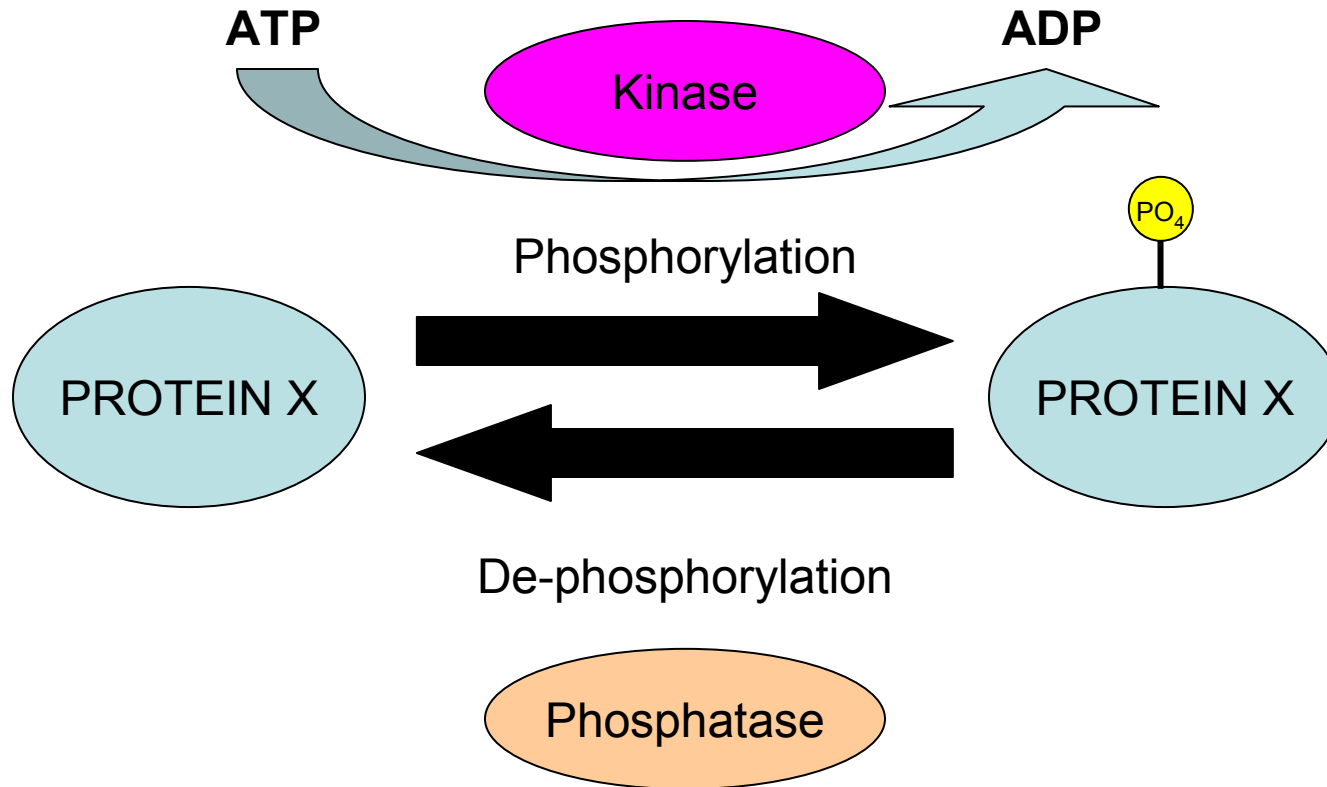 ATP
ADP
Kinase
PO₄
Phosphorylation
PROTEIN X
PROTEIN X
De-phosphorylation
Phosphatase